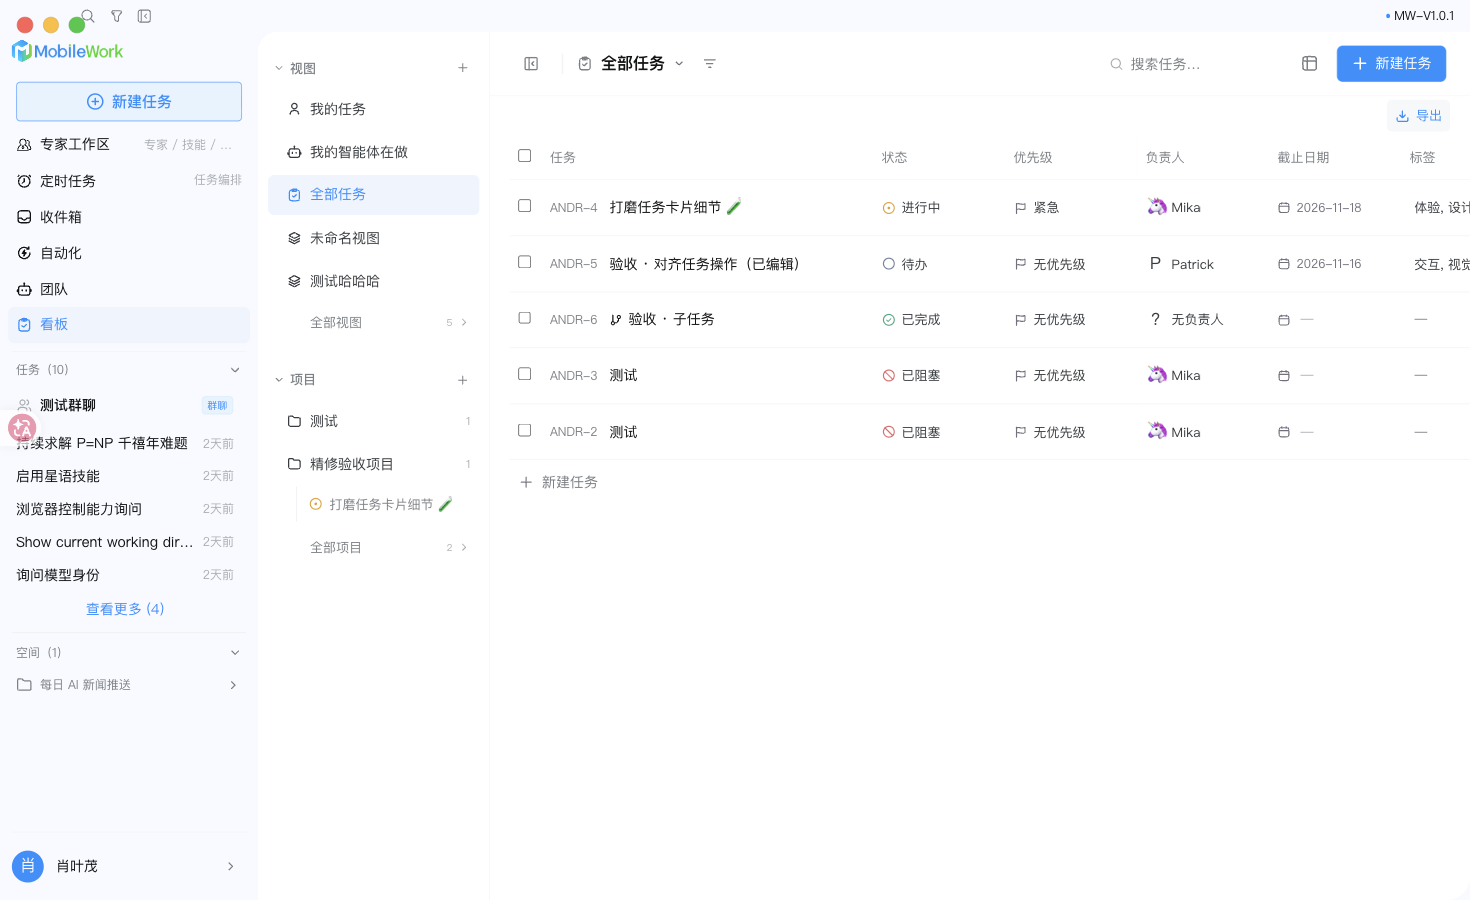 MW-V1.0.1
MobileWork
新建任务
专家工作区 专家 / 技能 / ...
定时任务 任务编排
收件箱
自动化
团队
看板
任务 (10)
测试群聊 群聊
持续求解 P=NP 千禧年难题 2天前
启用星语技能 2天前
浏览器控制能力询问 2天前
Show current working dir... 2天前
询问模型身份 2天前
查看更多 (4)
空间 (1)
每日 AI 新闻推送
肖 肖叶茂
视图
我的任务
我的智能体在做
全部任务
未命名视图
测试哈哈哈
全部视图 5
项目
测试 1
精修验收项目 1
打磨任务卡片细节
全部项目 2
全部任务
搜索任务...
新建任务
导出
任务 状态 优先级 负责人 截止日期 标签
ANDR-4 打磨任务卡片细节 进行中 紧急 Mika 2026-11-18 体验, 设计
ANDR-5 验收 · 对齐任务操作（已编辑） 待办 无优先级 P Patrick 2026-11-16 交互, 视觉
ANDR-6 验收 · 子任务 已完成 无优先级 ? 无负责人 — —
ANDR-3 测试 已阻塞 无优先级 Mika — —
ANDR-2 测试 已阻塞 无优先级 Mika — —
新建任务